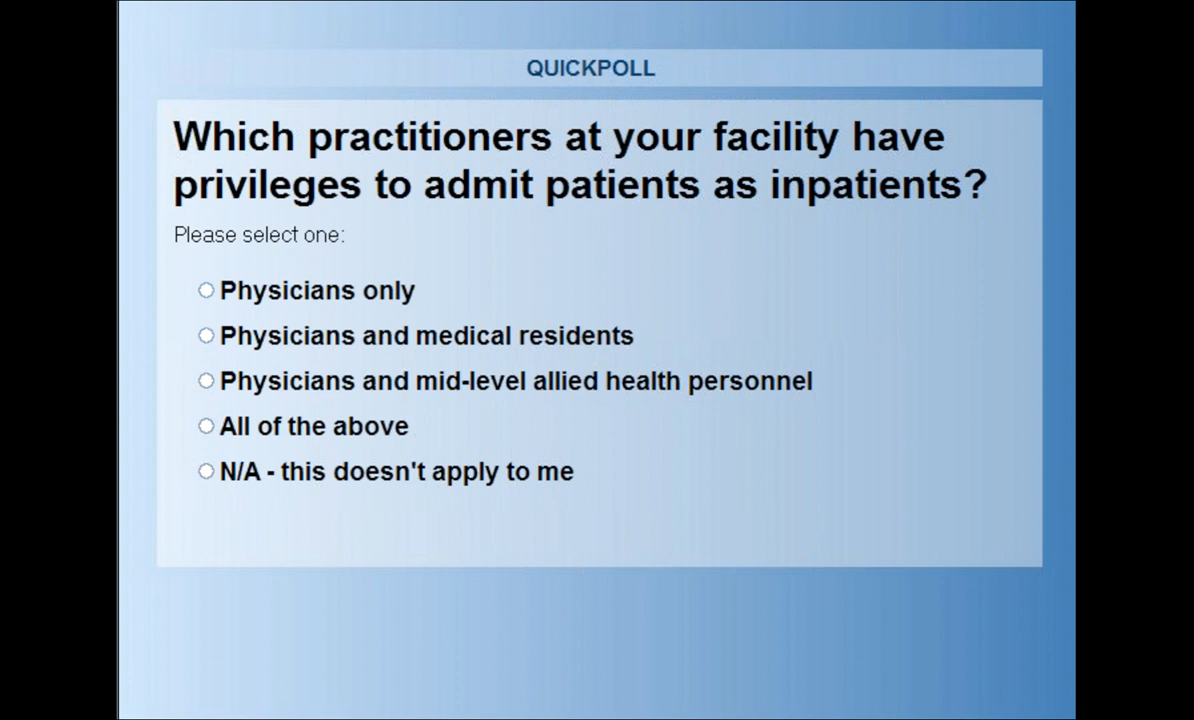 QUICKPOLL
Which practitioners at your facility have
privileges to admit patients as inpatients?
Please select one:
Physicians only
Physicians and medical residents
Physicians and mid-level allied health personnel
All of the above
N/A - this doesn't apply to me